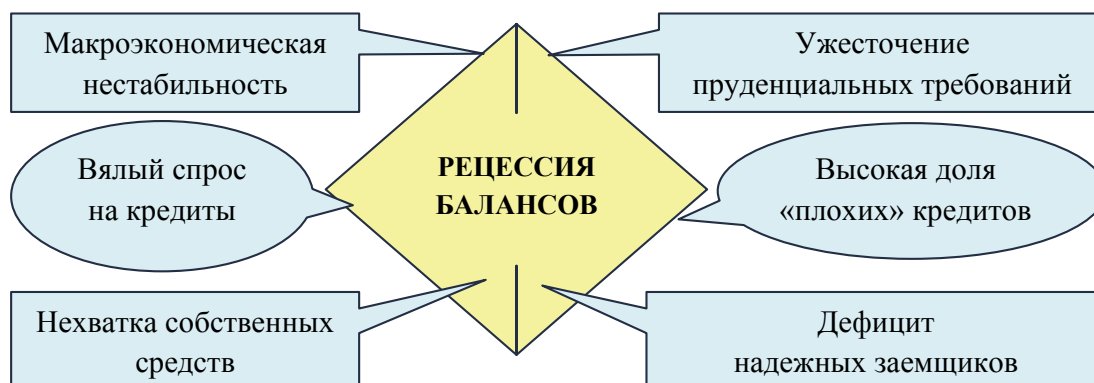 Макроэкономическая
нестабильность
Ужесточение
пруденциальных требований
Вялый спрос
на кредиты
РЕЦЕССИЯ
БАЛАНСОВ
Высокая доля
«плохих» кредитов
Нехватка собственных
средств
Дефицит
надежных заемщиков